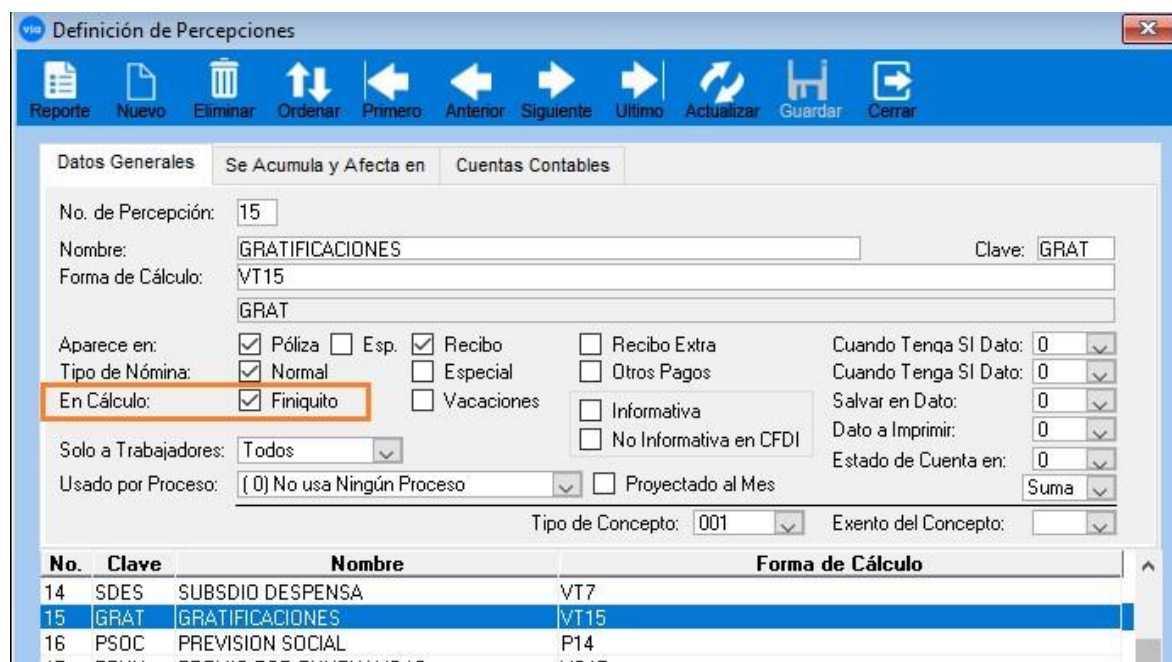 via Definición de Percepciones
Reporte Nuevo Eliminar Ordenar Primero Anterior Siguiente Ultimo Actualizar Guardar Cerrar
Datos Generales Se Acumula y Afecta en Cuentas Contables
No. de Percepción: 15
Nombre: GRATIFICACIONES Clave: GRAT
Forma de Cálculo: VT15
GRAT
Aparece en: Póliza Esp. Recibo Recibo Extra Cuando Tenga SI Dato: 0
Tipo de Nómina: Normal Especial Otros Pagos Cuando Tenga SI Dato: 0
En Cálculo: Finiquito Vacaciones Informativa Salvar en Dato: 0
No Informativa en CFDI Dato a Imprimir: 0
Solo a Trabajadores: Todos Estado de Cuenta en: 0
Usado por Proceso: ( 0) No usa Ningún Proceso Proyectado al Mes Suma
Tipo de Concepto: 001 Exento del Concepto:
No. Clave Nombre Forma de Cálculo
14 SDES SUBSDIO DESPENSA VT7
15 GRAT GRATIFICACIONES VT15
16 PSOC PREVISION SOCIAL P14